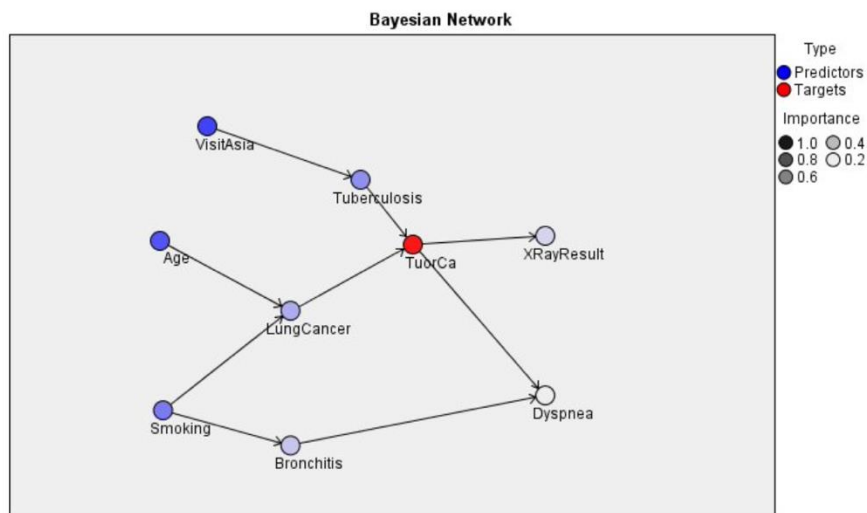 Bayesian Network
Type
Predictors
Targets
Importance
1.0 0.4
0.8 0.2
0.6
VisitAsia
Tuberculosis
Age
TuorCa
XRayResult
LungCancer
Smoking
Dyspnea
Bronchitis